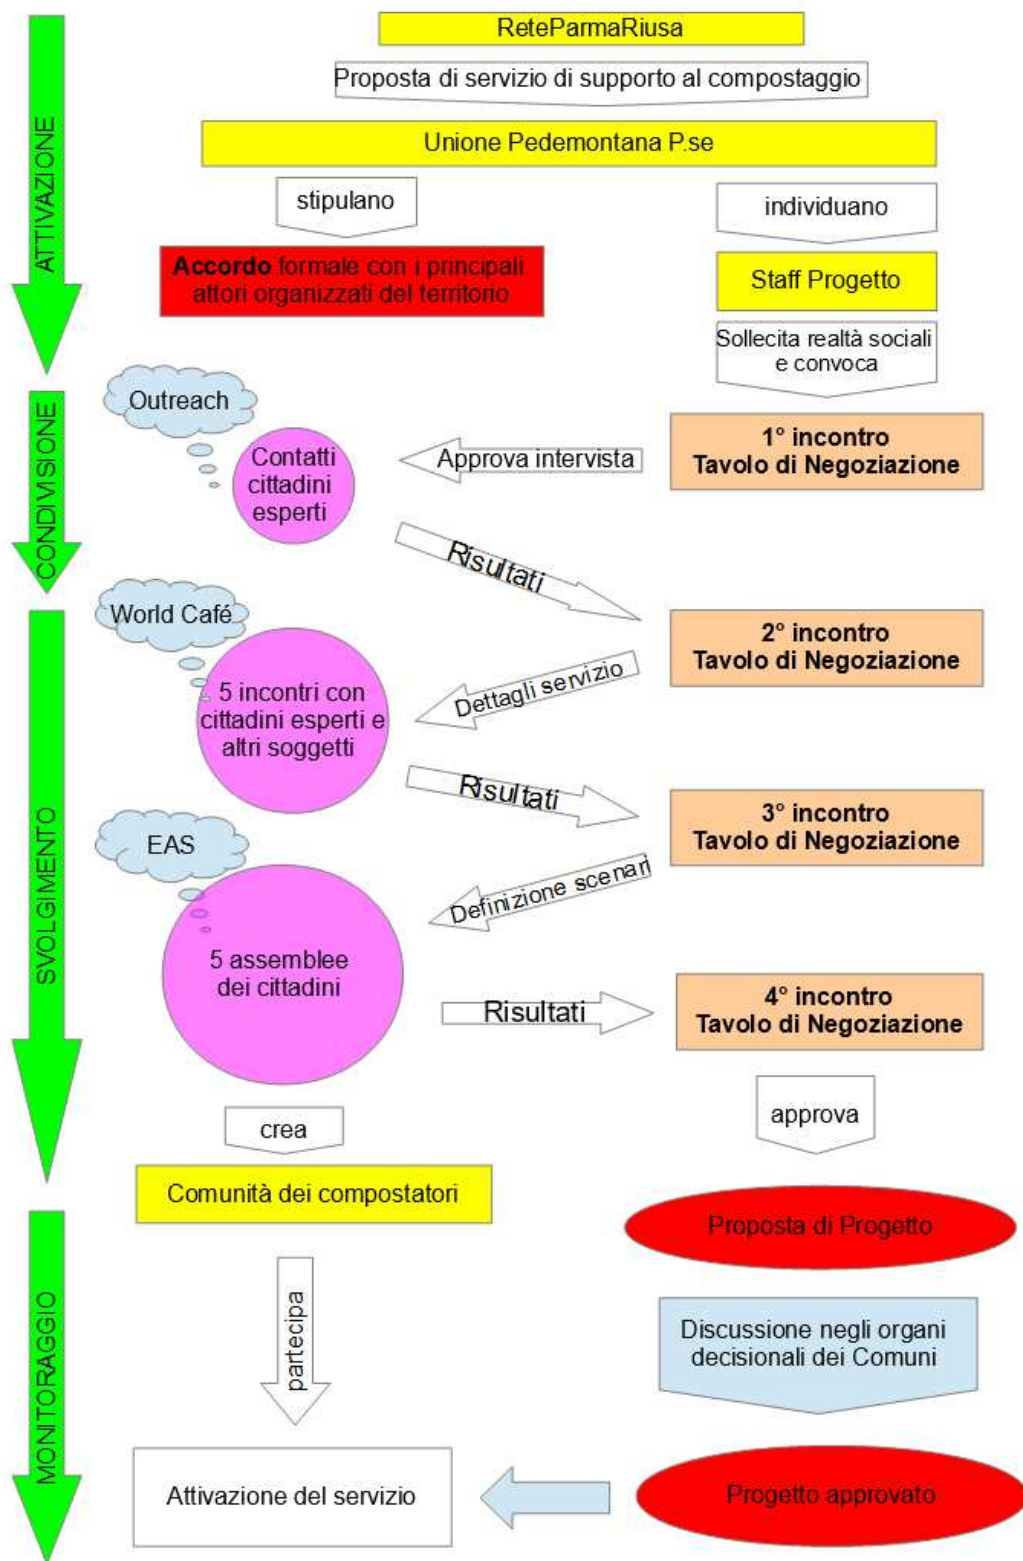 ReteParmaRiusa
Proposta di servizio di supporto al compostaggio
Unione Pedemontana P.se
ATTIVAZIONE
stipulano
individuano
Accordo formale con i principali
attori organizzati del territorio
Staff Progetto
Sollecita realtà sociali
e convoca
CONDIVISIONE
Outreach
Contatti
cittadini
esperti
Approva intervista
1° incontro
Tavolo di Negoziazione
Risultati
SVOLGIMENTO
World Café
2° incontro
Tavolo di Negoziazione
Dettagli servizio
5 incontri con
cittadini esperti e
altri soggetti
Risultati
3° incontro
Tavolo di Negoziazione
EAS
Definizione scenari
5 assemblee
dei cittadini
Risultati
4° incontro
Tavolo di Negoziazione
crea
approva
Comunità dei compostatori
Proposta di Progetto
MONITORAGGIO
partecipa
Discussione negli organi
decisionali dei Comuni
Attivazione del servizio
Progetto approvato